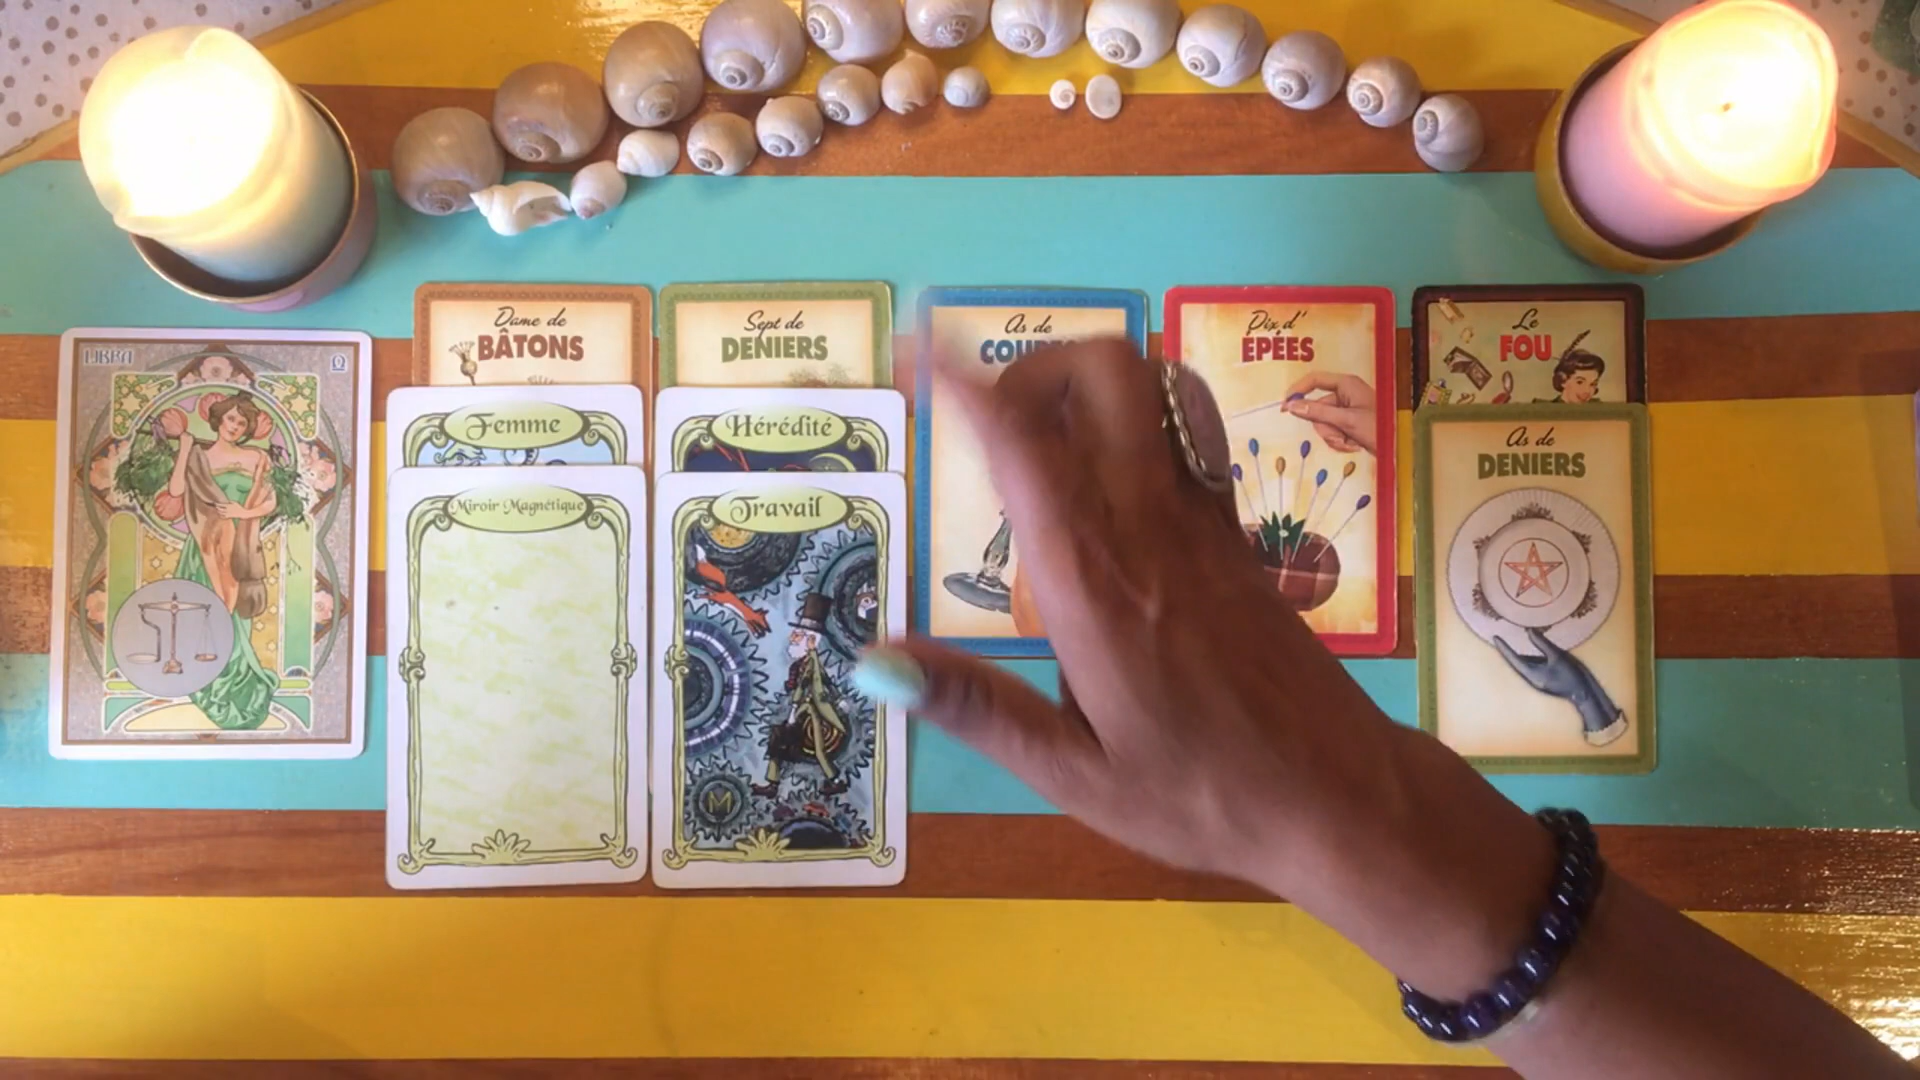 LIBRA
Dame de
BÂTONS
Sept de
DENIERS
As de
Dix d'
ÉPÉES
Le
FOU
Femme
Hérédité
As de
DENIERS
Miroir Magnétique
Travail
M